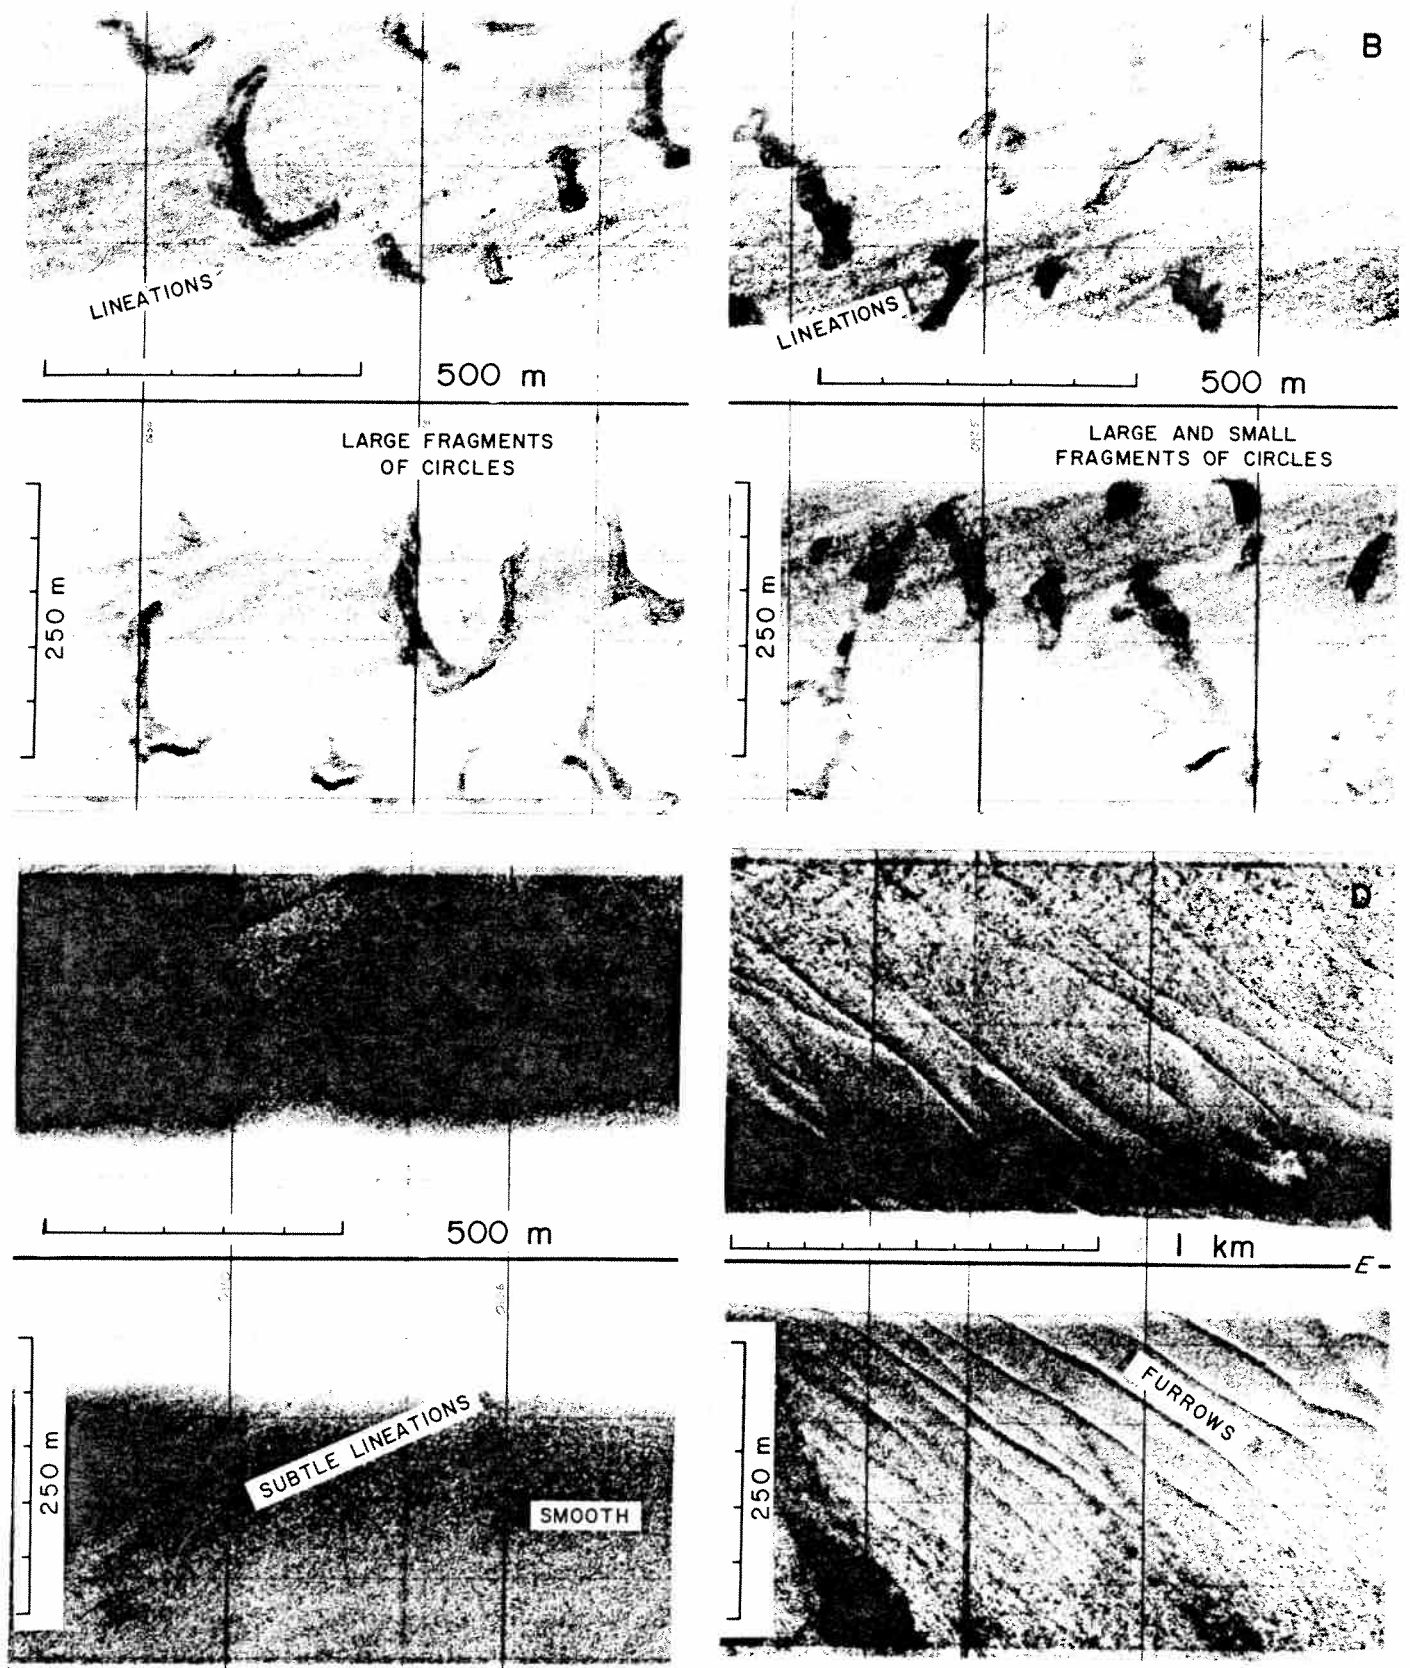 B
LINEATIONS
LINEATIONS
500 m
500 m
LARGE FRAGMENTS
OF CIRCLES
LARGE AND SMALL
FRAGMENTS OF CIRCLES
250 m
250 m
D
500 m
1 km
E
SUBTLE LINEATIONS
SMOOTH
250 m
FURROWS
250 m